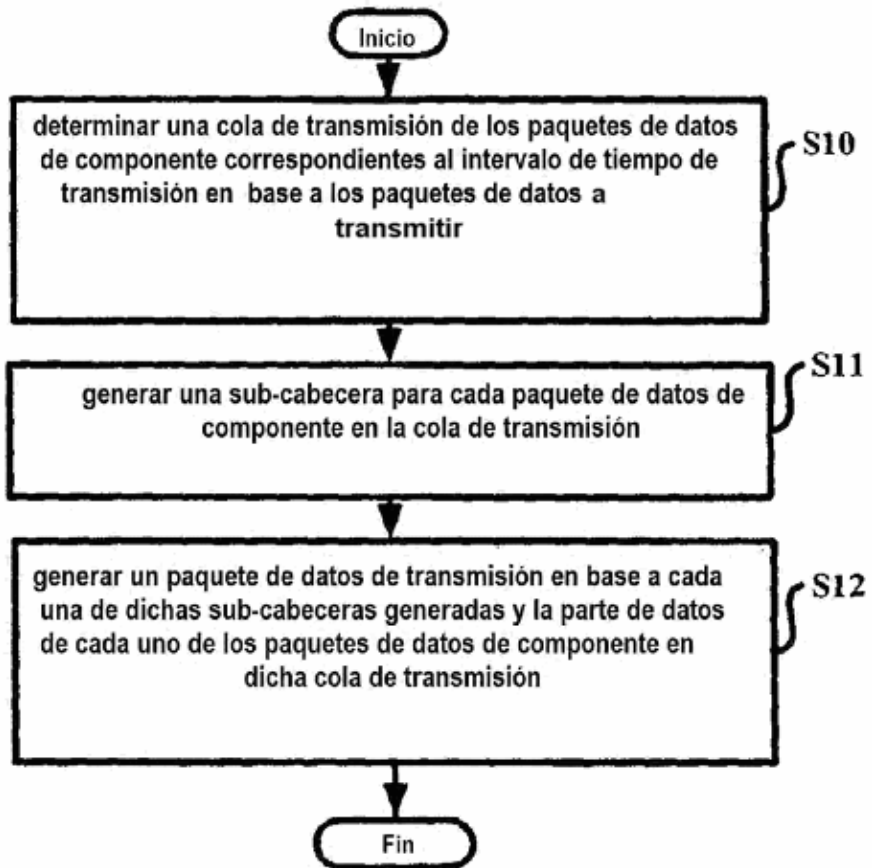 Inicio
determinar una cola de transmisión de los paquetes de datos
de componente correspondientes al intervalo de tiempo de
transmisión en base a los paquetes de datos a
transmitir
S10
generar una sub-cabecera para cada paquete de datos de
componente en la cola de transmisión
S11
generar un paquete de datos de transmisión en base a cada
una de dichas sub-cabeceras generadas y la parte de datos
de cada uno de los paquetes de datos de componente en
dicha cola de transmisión
S12
Fin